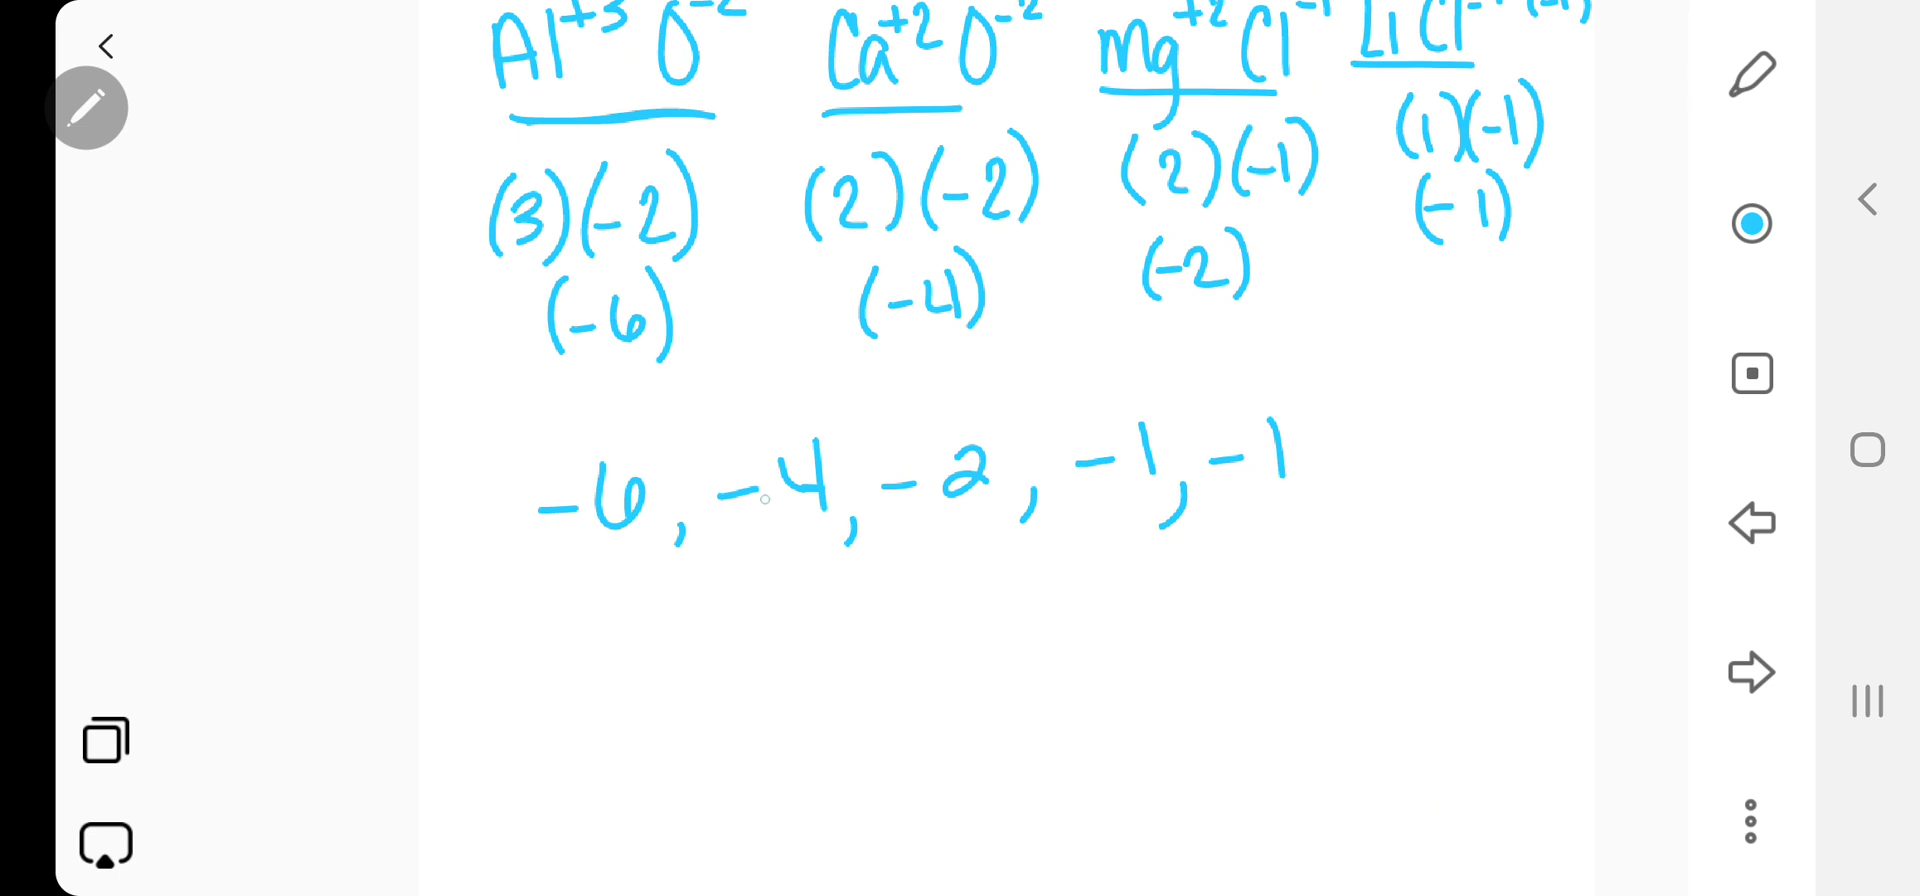 Al+3 O-2 Ca+2 O-2 Mg+2 Cl-1 Li Cl-1 (-1)
(3)(-2) (2)(-2) (2)(-1) (1)(-1)
(-6) (-4) (-2) (-1)
-6, -4, -2, -1, -1